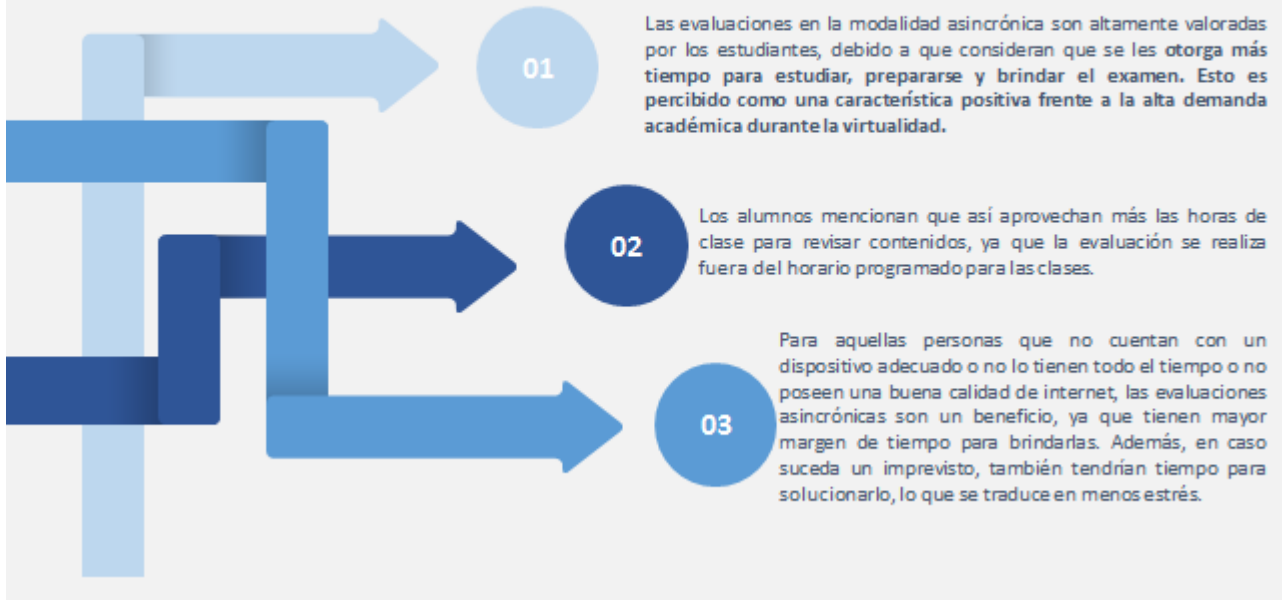 01
Las evaluaciones en la modalidad asincrónica son altamente valoradas
por los estudiantes, debido a que consideran que se les otorga más
tiempo para estudiar, prepararse y brindar el examen. Esto es
percibido como una característica positiva frente a la alta demanda
académica durante la virtualidad.
02
Los alumnos mencionan que así aprovechan más las horas de
clase para revisar contenidos, ya que la evaluación se realiza
fuera del horario programado para las clases.
03
Para aquellas personas que no cuentan con un
dispositivo adecuado o no lo tienen todo el tiempo o no
poseen una buena calidad de internet, las evaluaciones
asincrónicas son un beneficio, ya que tienen mayor
margen de tiempo para brindarlas. Además, en caso
suceda un imprevisto, también tendrían tiempo para
solucionarlo, lo que se traduce en menos estrés.